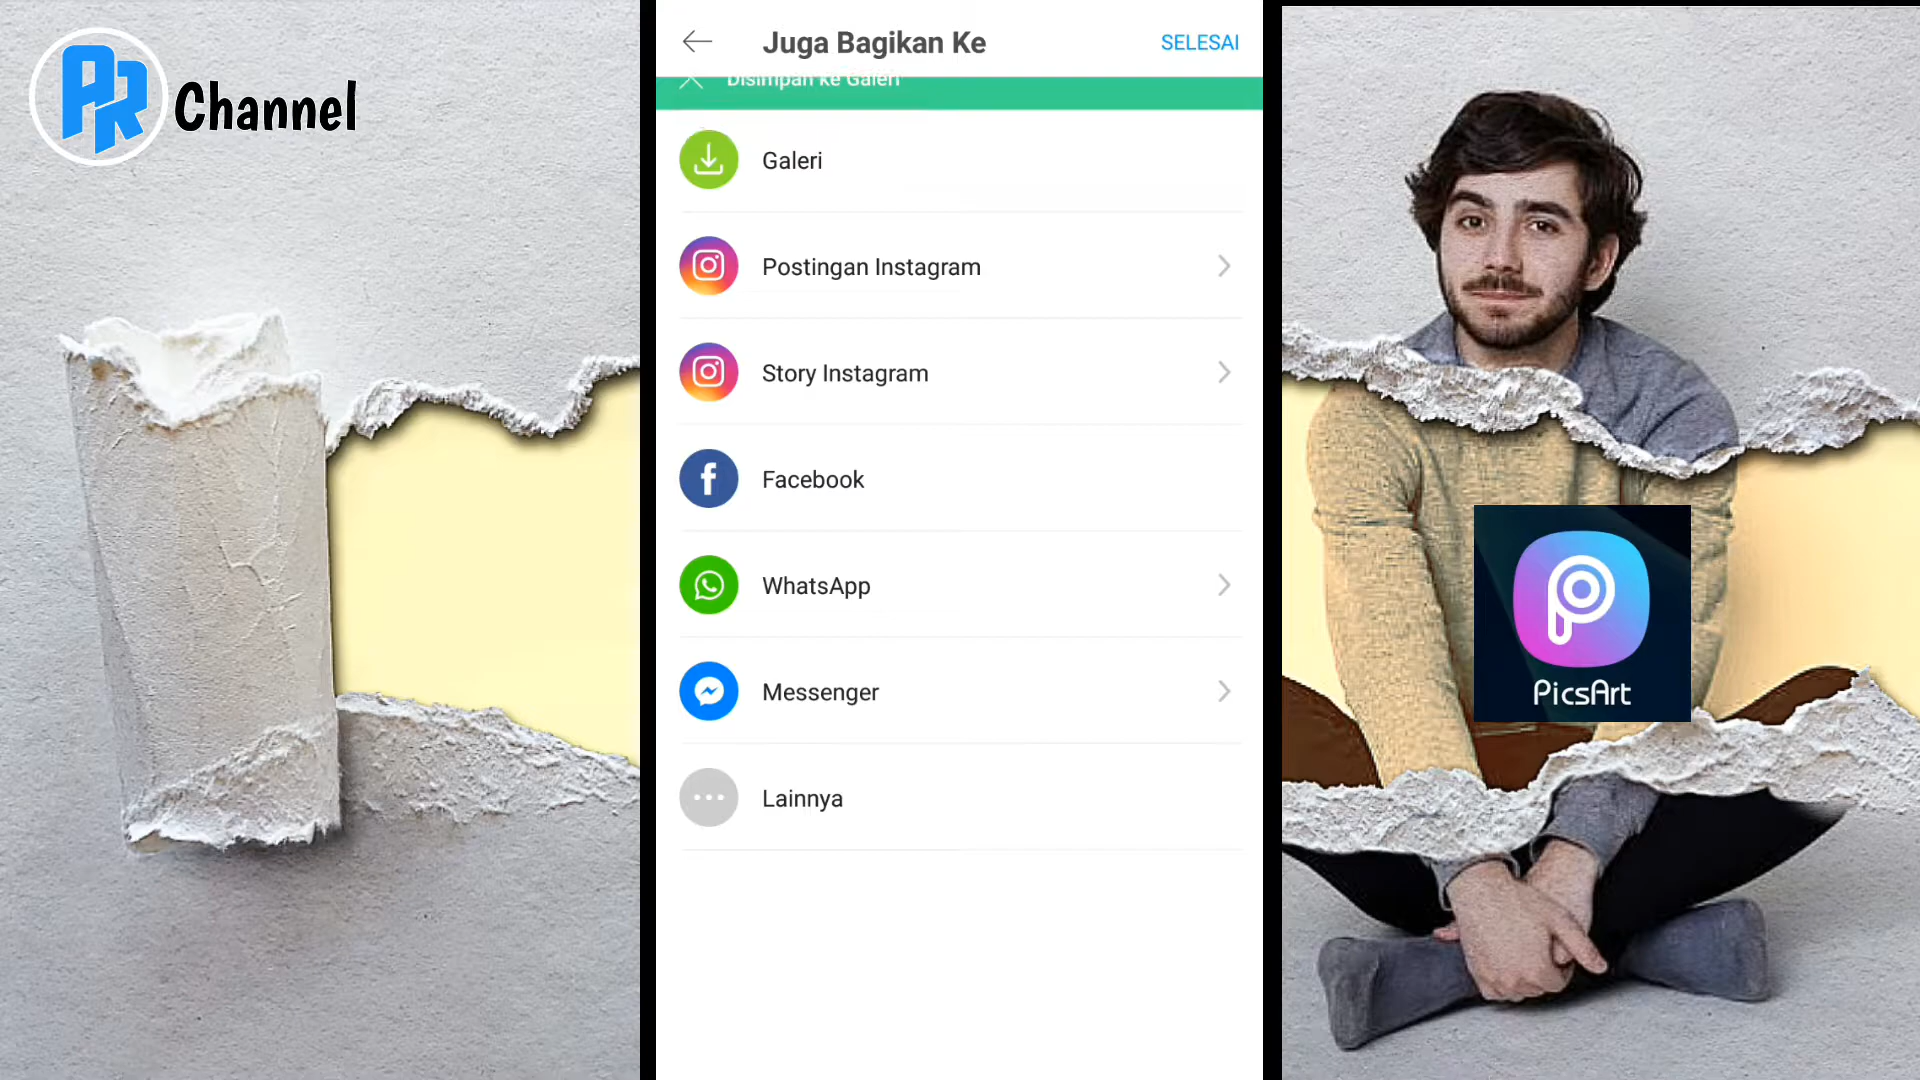 PR Channel
Juga Bagikan Ke
SELESAI
Disimpan ke Galeri
Galeri
Postingan Instagram
Story Instagram
Facebook
WhatsApp
Messenger
Lainnya
PicsArt